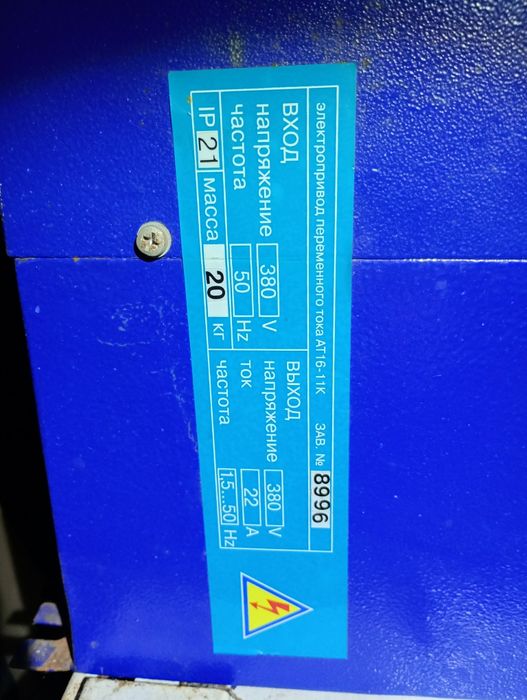 электропривод переменного тока АТ16-11К ЗАВ. № 8996
ВХОД
напряжение 380 V
частота 50 Hz
IP 21 масса 20 кг
ВЫХОД
напряжение 380 V
ток 22 A
частота 1,5...50 Hz